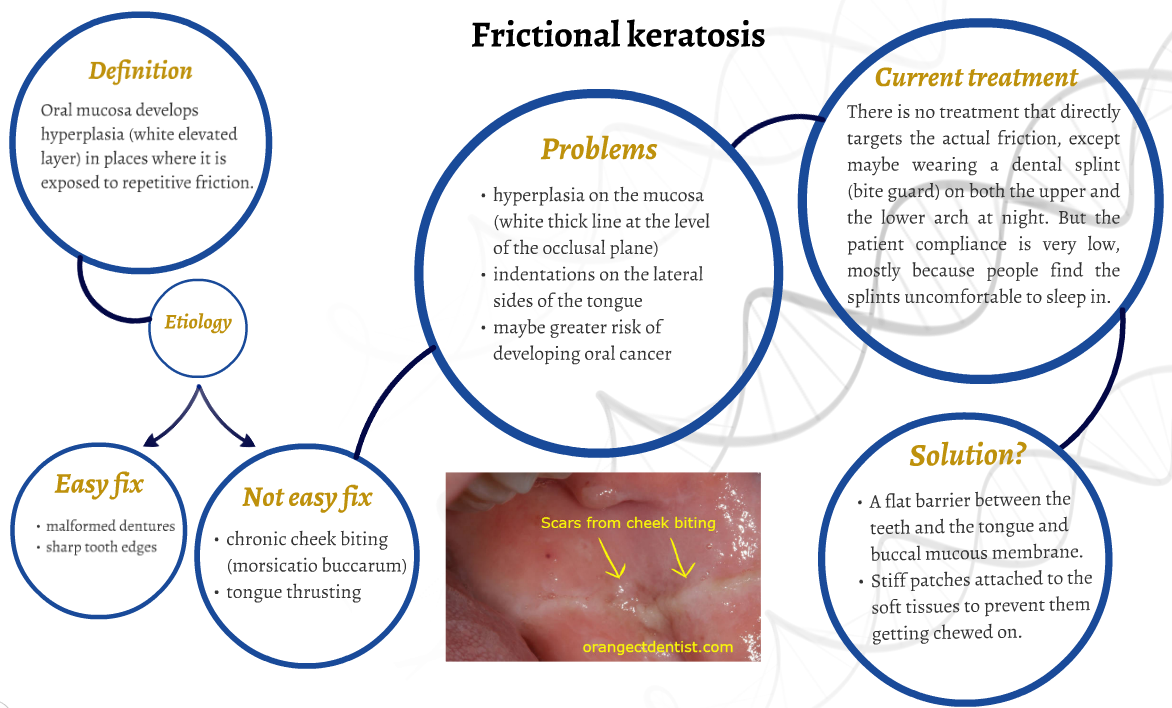 Frictional keratosis
Definition
Oral mucosa develops
hyperplasia (white elevated
layer) in places where it is
exposed to repetitive friction.
Etiology
Easy fix
• malformed dentures
• sharp tooth edges
Not easy fix
• chronic cheek biting
(morsicatio buccarum)
• tongue thrusting
Problems
• hyperplasia on the mucosa
(white thick line at the level
of the occlusal plane)
• indentations on the lateral
sides of the tongue
• maybe greater risk of
developing oral cancer
Scars from cheek biting
orangectdentist.com
Current treatment
There is no treatment that directly
targets the actual friction, except
maybe wearing a dental splint
(bite guard) on both the upper and
the lower arch at night. But the
patient compliance is very low,
mostly because people find the
splints uncomfortable to sleep in.
Solution?
• A flat barrier between the
teeth and the tongue and
buccal mucous membrane.
• Stiff patches attached to the
soft tissues to prevent them
getting chewed on.